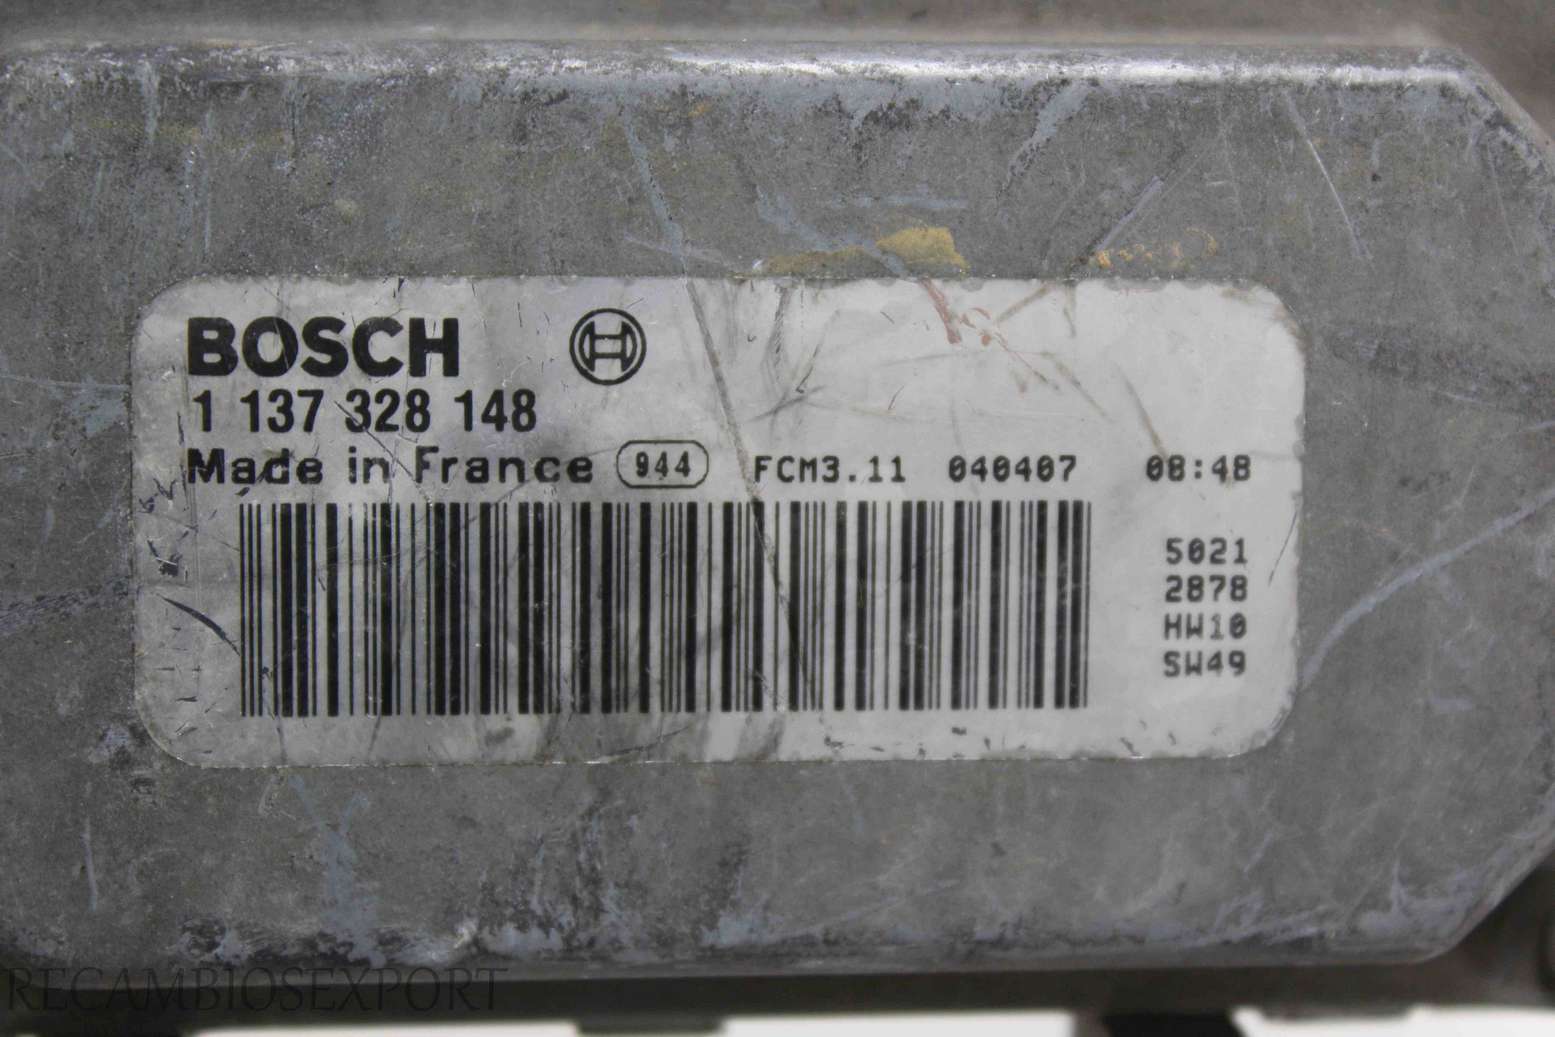 BOSCH
1 137 328 148
Made in France 944 FCM3.11 040407 08:48
5021
2878
HW10
SW49
RECAMBIOSEXPORT